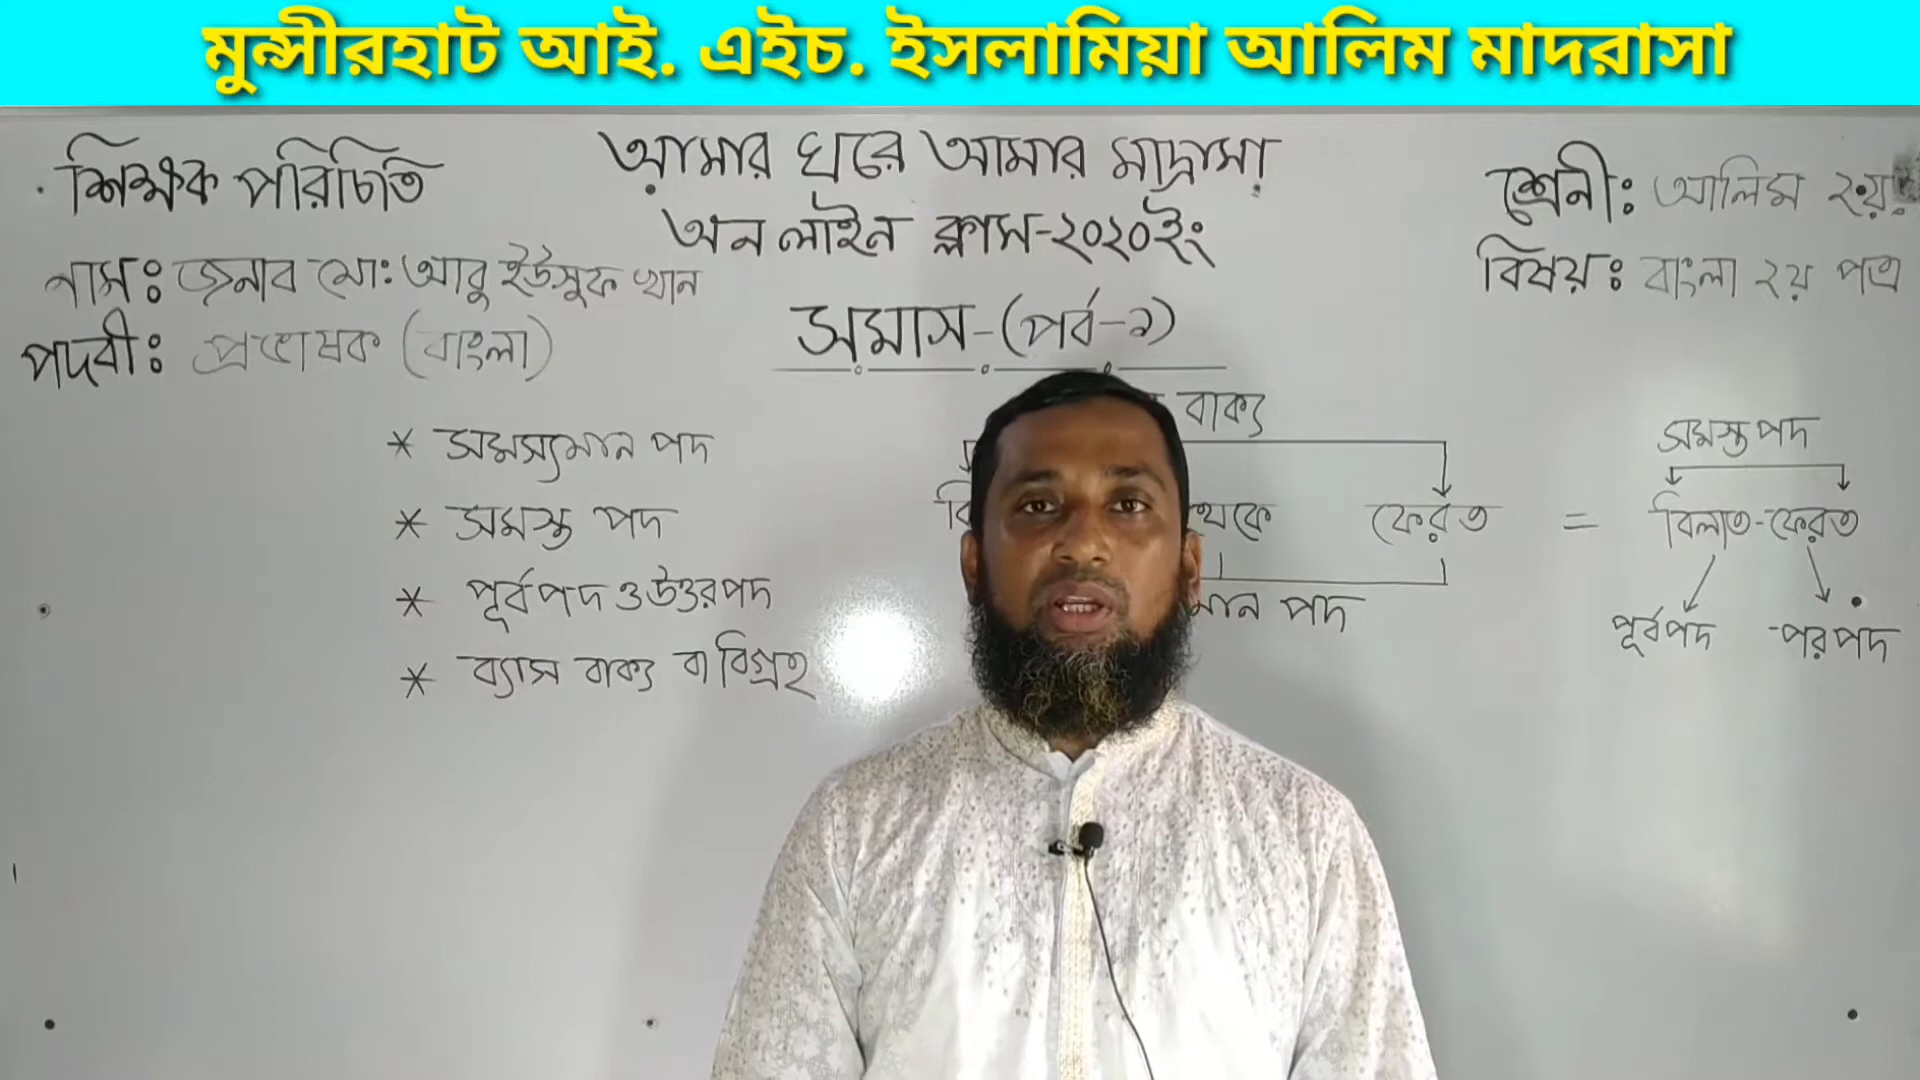 মুন্সীরহাট আই. এইচ. ইসলামিয়া আলিম মাদরাসা
আমার ঘরে আমার মাদ্রাসা
অনলাইন ক্লাস-২০২০ইং
সমাস-(পর্ব-১)
শিক্ষক পরিচিতি
নামঃ জনাব মোঃ আবু ইউসুফ খান
পদবীঃ প্রভাষক (বাংলা)
শ্রেনীঃ আলিম ২য়
বিষয়ঃ বাংলা ২য় পত্র
* সমস্যমান পদ
* সমস্ত পদ
* পূর্বপদ ও উত্তরপদ
* ব্যাস বাক্য বা বিগ্রহ
বাক্য
বি থেকে ফেরত =
মান পদ
সমস্তপদ
বিলাত-ফেরত
পূর্বপদ -পরপদ